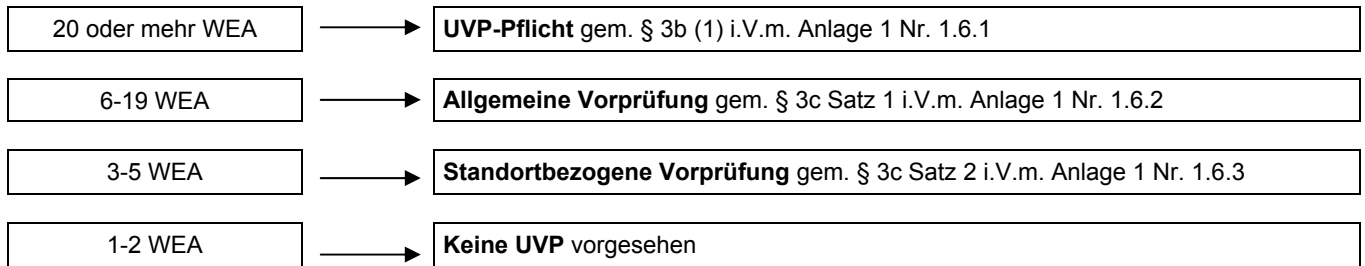 20 oder mehr WEA
UVP-Pflicht gem. § 3b (1) i.V.m. Anlage 1 Nr. 1.6.1
6-19 WEA
Allgemeine Vorprüfung gem. § 3c Satz 1 i.V.m. Anlage 1 Nr. 1.6.2
3-5 WEA
Standortbezogene Vorprüfung gem. § 3c Satz 2 i.V.m. Anlage 1 Nr. 1.6.3
1-2 WEA
Keine UVP vorgesehen